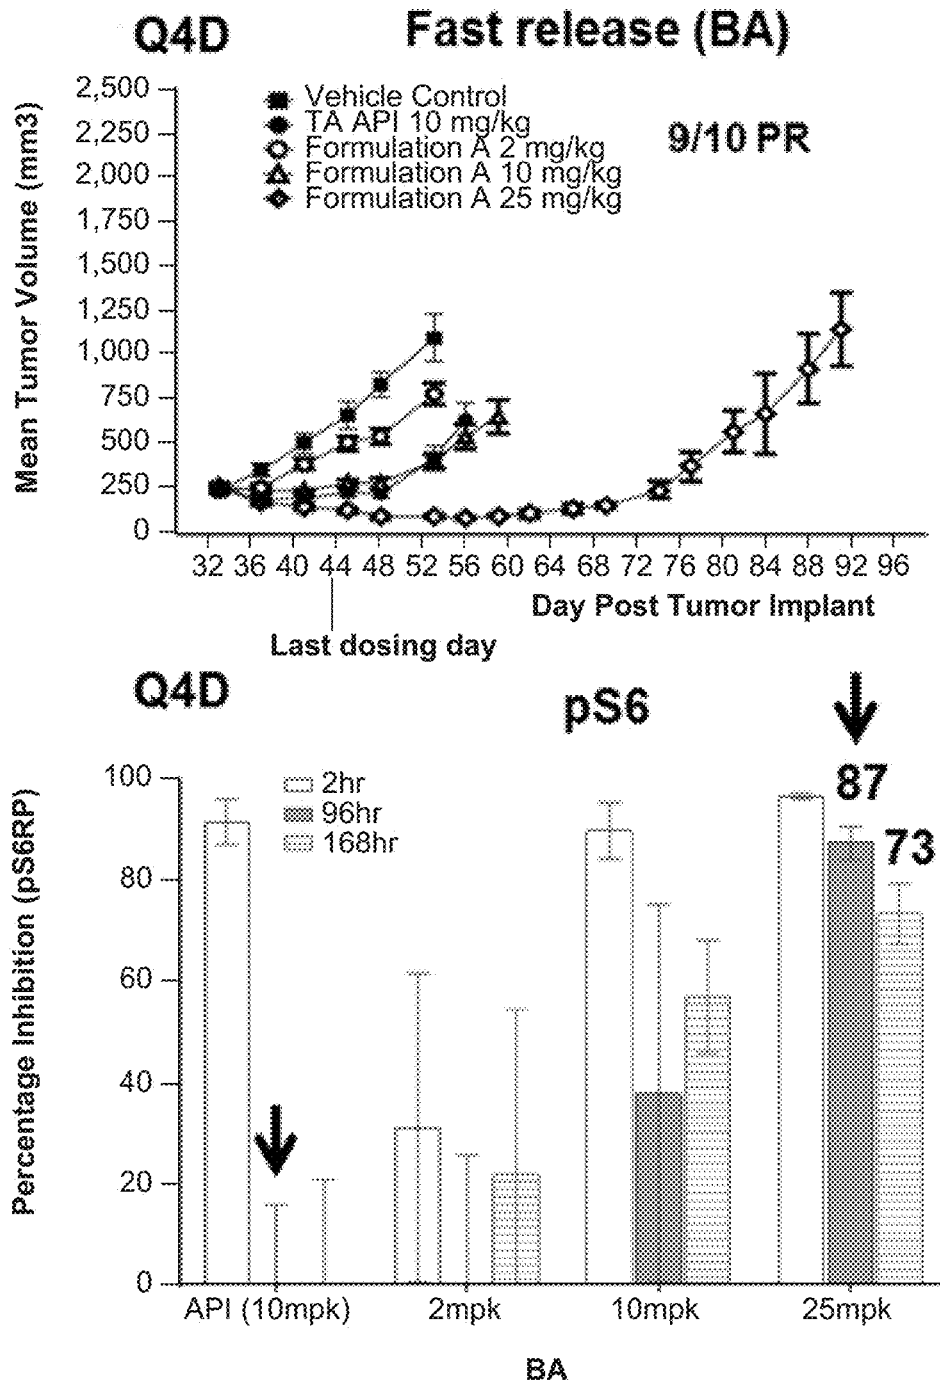 Q4D
Fast release (BA)
Mean Tumor Volume (mm3)
2,500
2,250
2,000
1,750
1,500
1,250
1,000
750
500
250
0
Vehicle Control
TA API 10 mg/kg
Formulation A 2 mg/kg
Formulation A 10 mg/kg
Formulation A 25 mg/kg
9/10 PR
32 36 40 44 48 52 56 60 64 68 72 76 80 84 88 92 96
Day Post Tumor Implant
Last dosing day
Q4D
pS6
Percentage Inhibition (pS6RP)
100
80
60
40
20
0
2hr
96hr
168hr
87
73
API (10mpk) 2mpk 10mpk 25mpk
BA